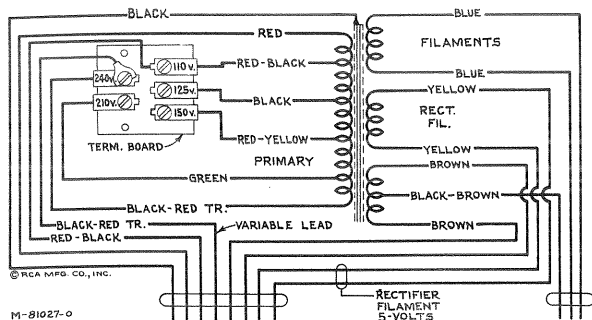 BLACK
BLUE
RED
FILAMENTS
110 v.
RED-BLACK
240v.
BLUE
125v.
YELLOW
210v.
BLACK
RECT.
FIL.
150v.
RED-YELLOW
TERM. BOARD
YELLOW
PRIMARY
BROWN
GREEN
BLACK-BROWN
BLACK-RED TR.
BLACK-RED TR.
VARIABLE LEAD
BROWN
RED-BLACK
© RCA MFG. CO., INC.
RECTIFIER
FILAMENT
5-VOLTS
M-81027-0